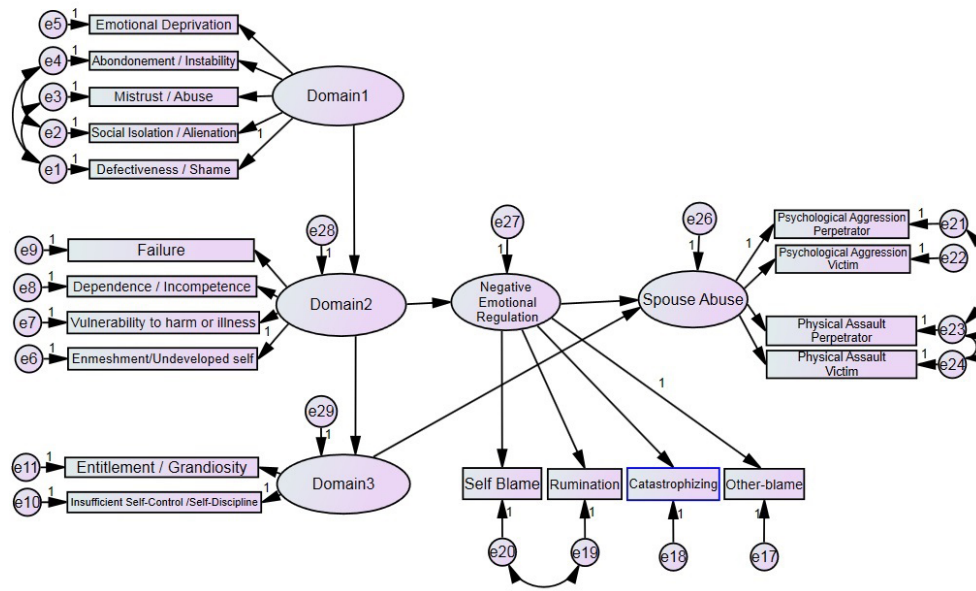 e5
1
Emotional Deprivation
e4
1
Abondonement / Instability
e3
1
Mistrust / Abuse
e2
1
Social Isolation / Alienation
e1
1
Defectiveness / Shame
1
Domain1
e9
1
Failure
e8
1
Dependence / Incompetence
e7
1
Vulnerability to harm or illness
e6
1
Enmeshment/Undeveloped self
1
e28
1
Domain2
e27
1
Negative
Emotional
Regulation
e26
1
Spouse Abuse
1
Psychological Aggression
Perpetrator
1
e21
Psychological Aggression
Victim
1
e22
Physical Assault
Perpetrator
1
e23
Physical Assault
Victim
1
e24
e29
1
Domain3
e11
1
Entitlement / Grandiosity
e10
1
Insufficient Self-Control /Self-Discipline
1
1
Self Blame
Rumination
Catastrophizing
Other-blame
1
1
1
1
e20
e19
e18
e17